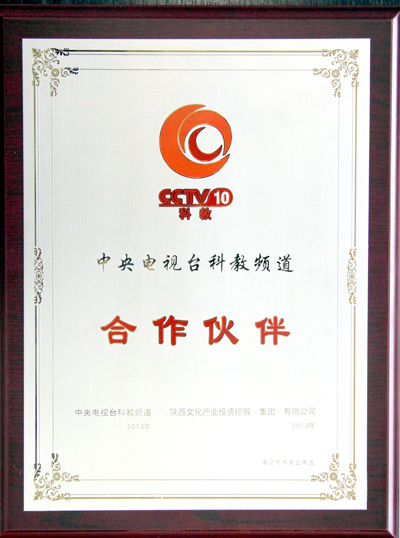 CCTV 10
科教
中央电视台科教频道
合作伙伴
中央电视台科教频道 陕西文化产业投资控股（集团）有限公司
2013年 2013年